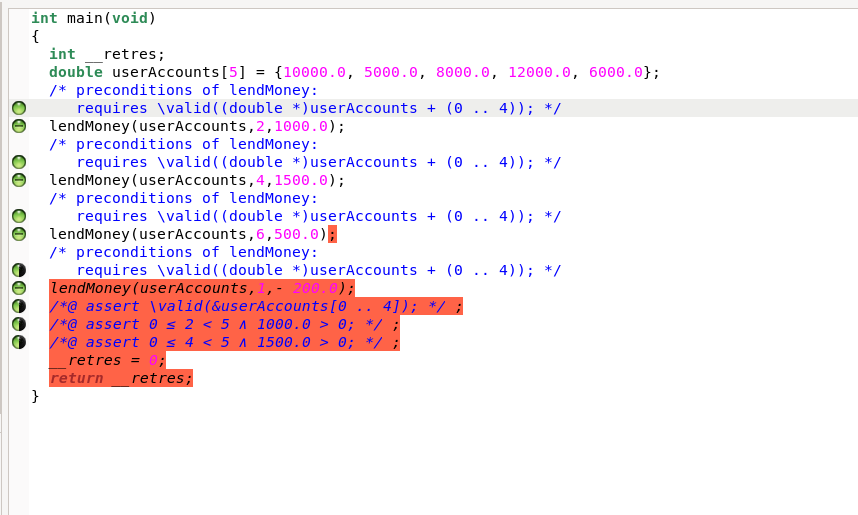 int main(void)
{
  int __retres;
  double userAccounts[5] = {10000.0, 5000.0, 8000.0, 12000.0, 6000.0};
  /* preconditions of lendMoney:
     requires \valid((double *)userAccounts + (0 .. 4)); */
  lendMoney(userAccounts,2,1000.0);
  /* preconditions of lendMoney:
     requires \valid((double *)userAccounts + (0 .. 4)); */
  lendMoney(userAccounts,4,1500.0);
  /* preconditions of lendMoney:
     requires \valid((double *)userAccounts + (0 .. 4)); */
  lendMoney(userAccounts,6,500.0);
  /* preconditions of lendMoney:
     requires \valid((double *)userAccounts + (0 .. 4)); */
  lendMoney(userAccounts,1,- 200.0);
  /*@ assert \valid(&userAccounts[0 .. 4]); */ ;
  /*@ assert 0 ≤ 2 < 5 ∧ 1000.0 > 0; */ ;
  /*@ assert 0 ≤ 4 < 5 ∧ 1500.0 > 0; */ ;
  __retres = 0;
  return __retres;
}